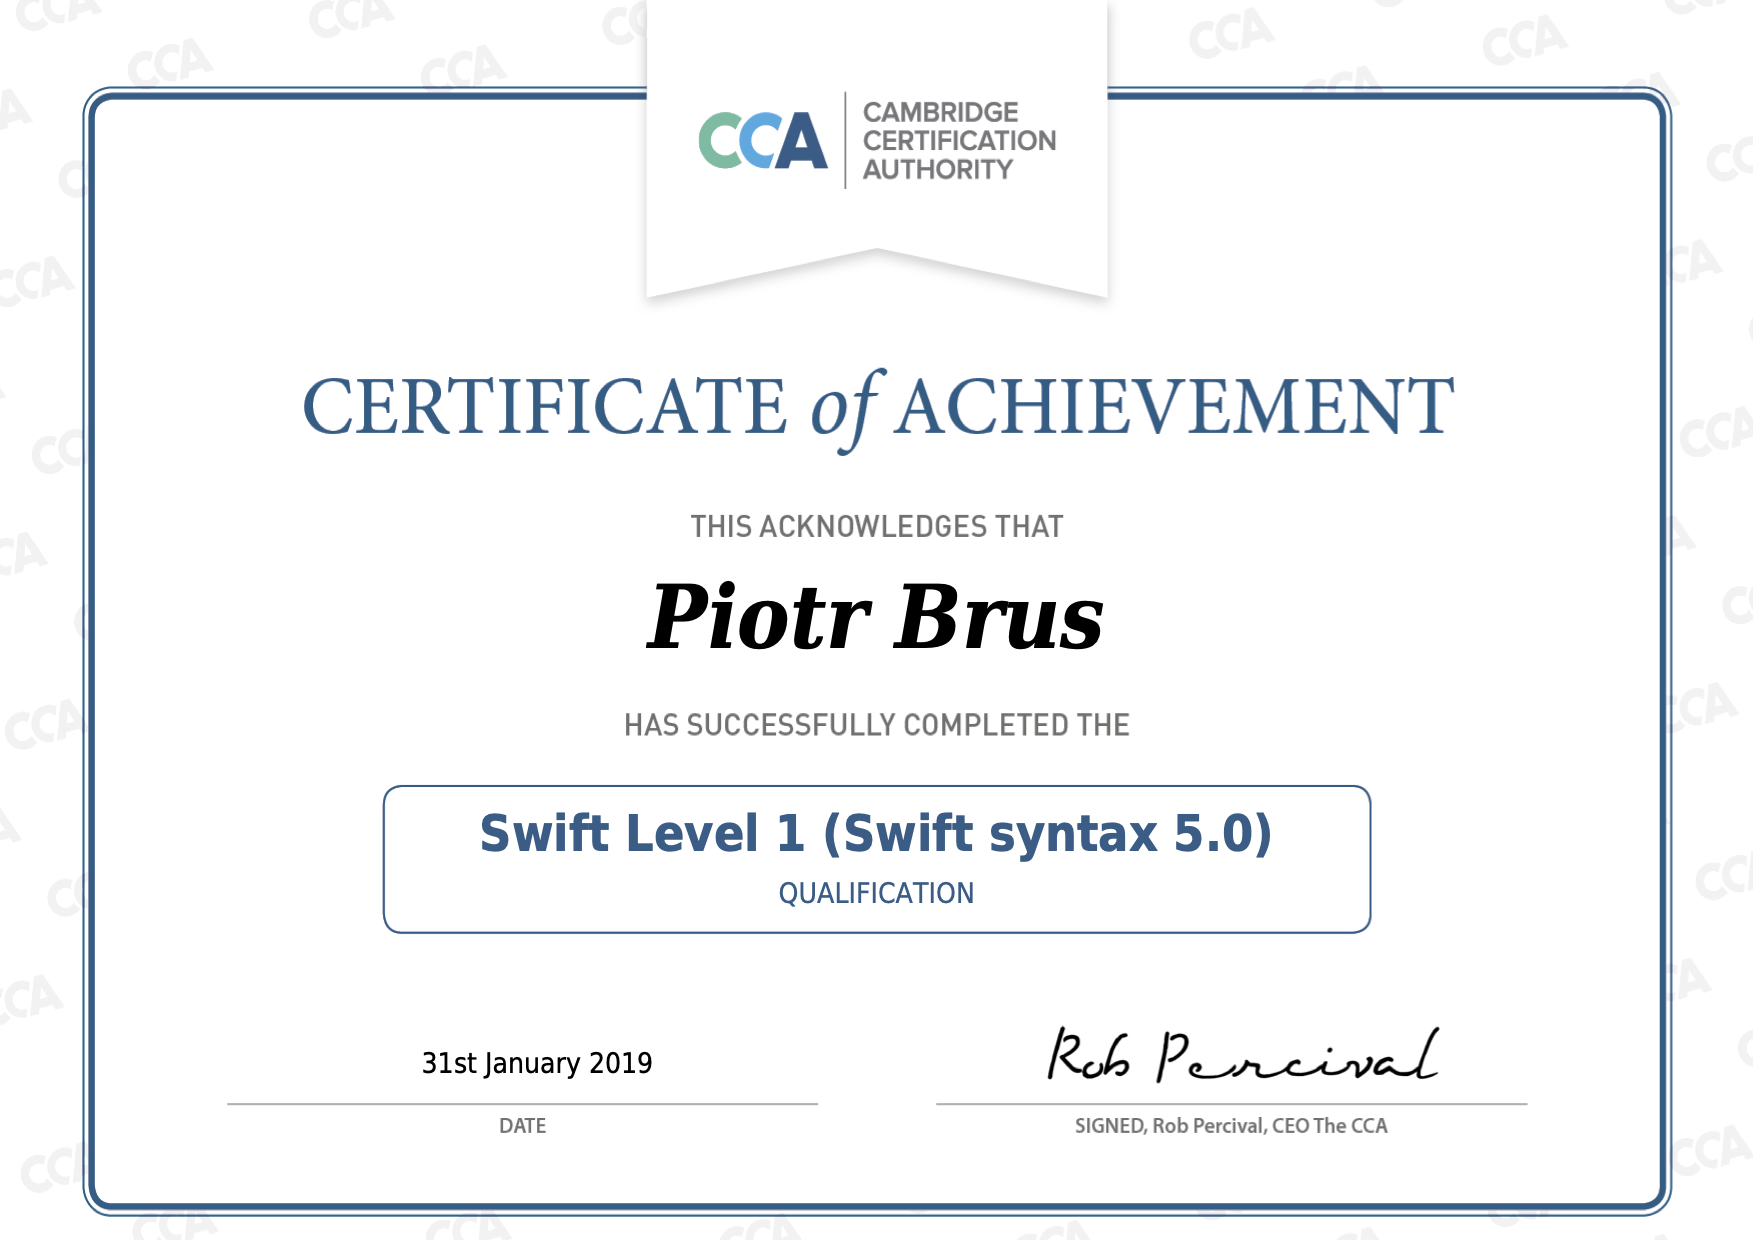 CCA
CAMBRIDGE
CERTIFICATION
AUTHORITY
CERTIFICATE of ACHIEVEMENT
THIS ACKNOWLEDGES THAT
Piotr Brus
HAS SUCCESSFULLY COMPLETED THE
Swift Level 1 (Swift syntax 5.0)
QUALIFICATION
31st January 2019
Rob Percival
DATE
SIGNED, Rob Percival, CEO The CCA